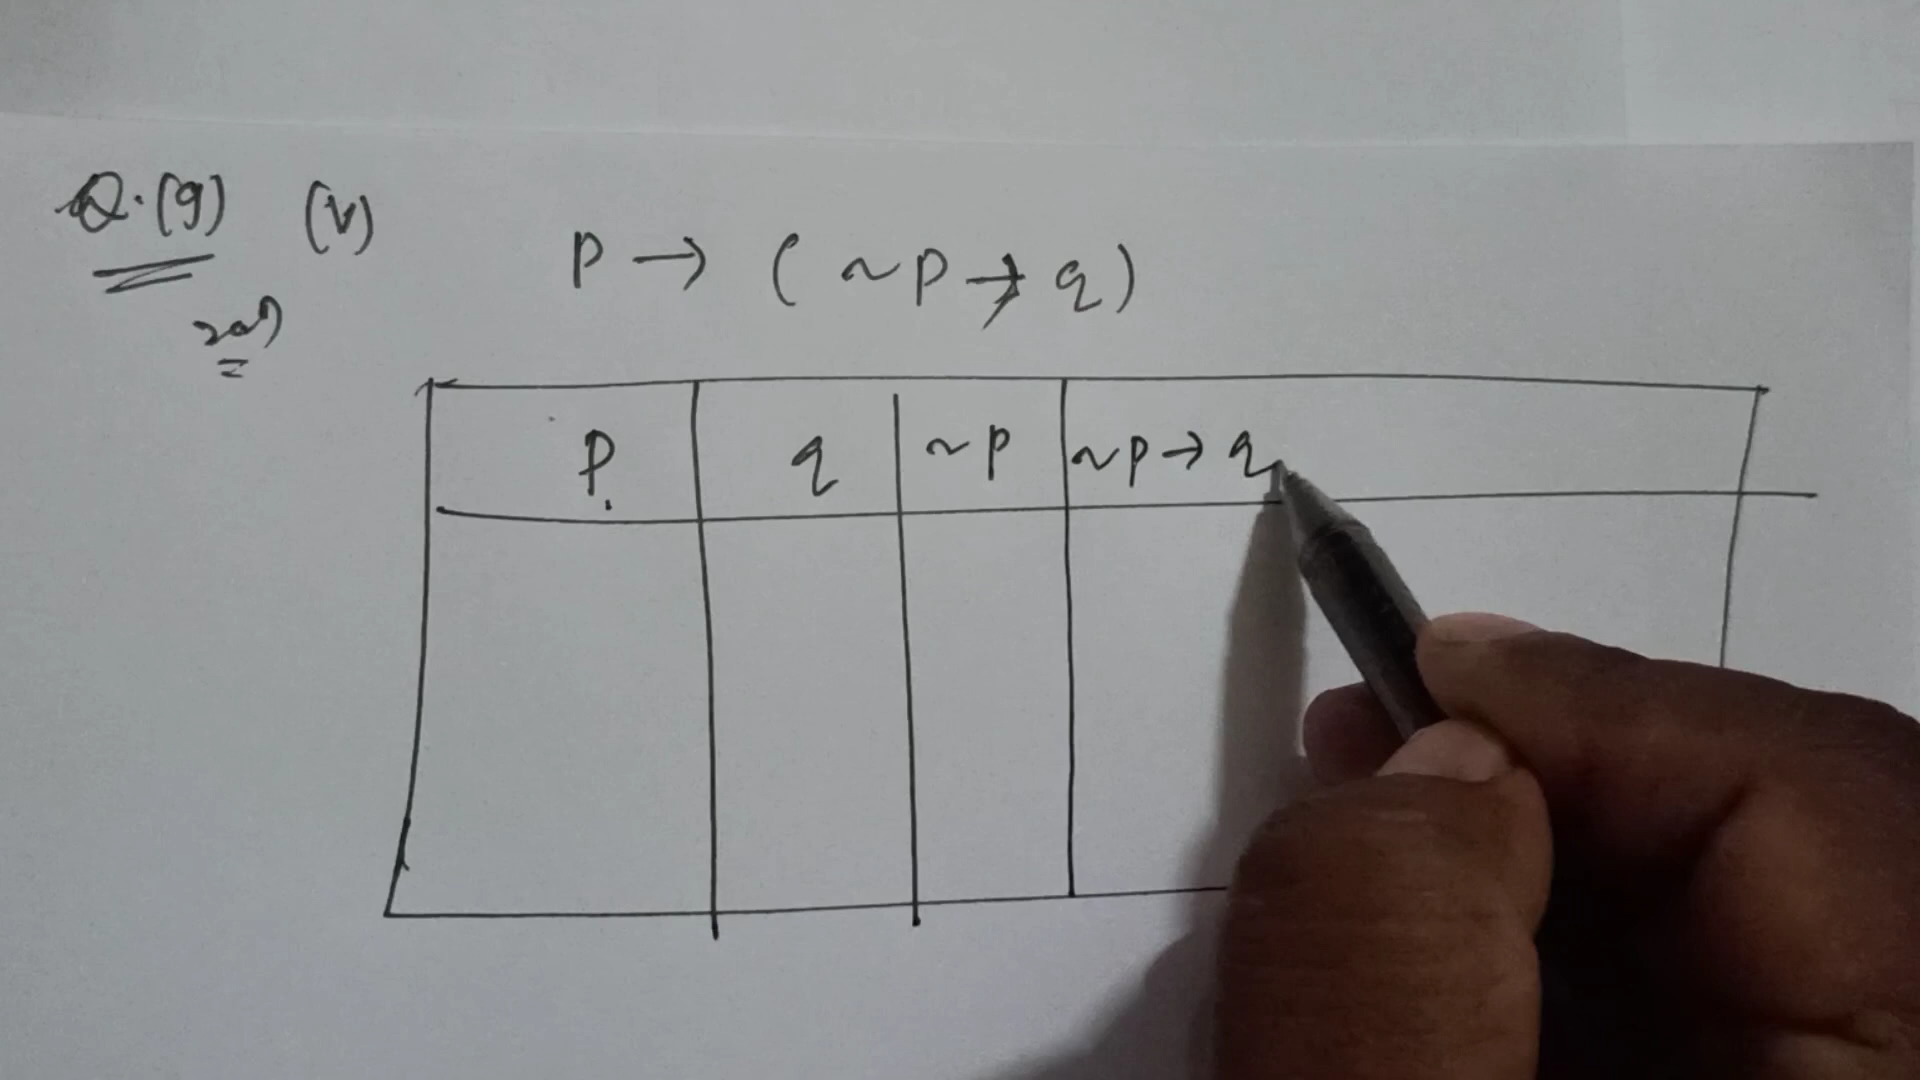 Q.(9) (v)
P → ( ~P → q )
P q ~P ~P → q